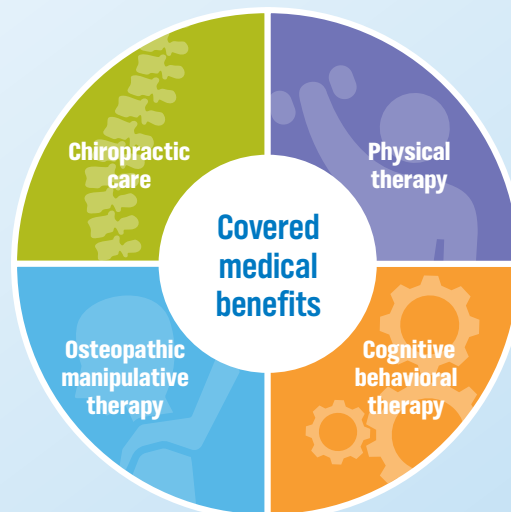 Chiropractic
care
Physical
therapy
Covered
medical
benefits
Osteopathic
manipulative
therapy
Cognitive
behavioral
therapy